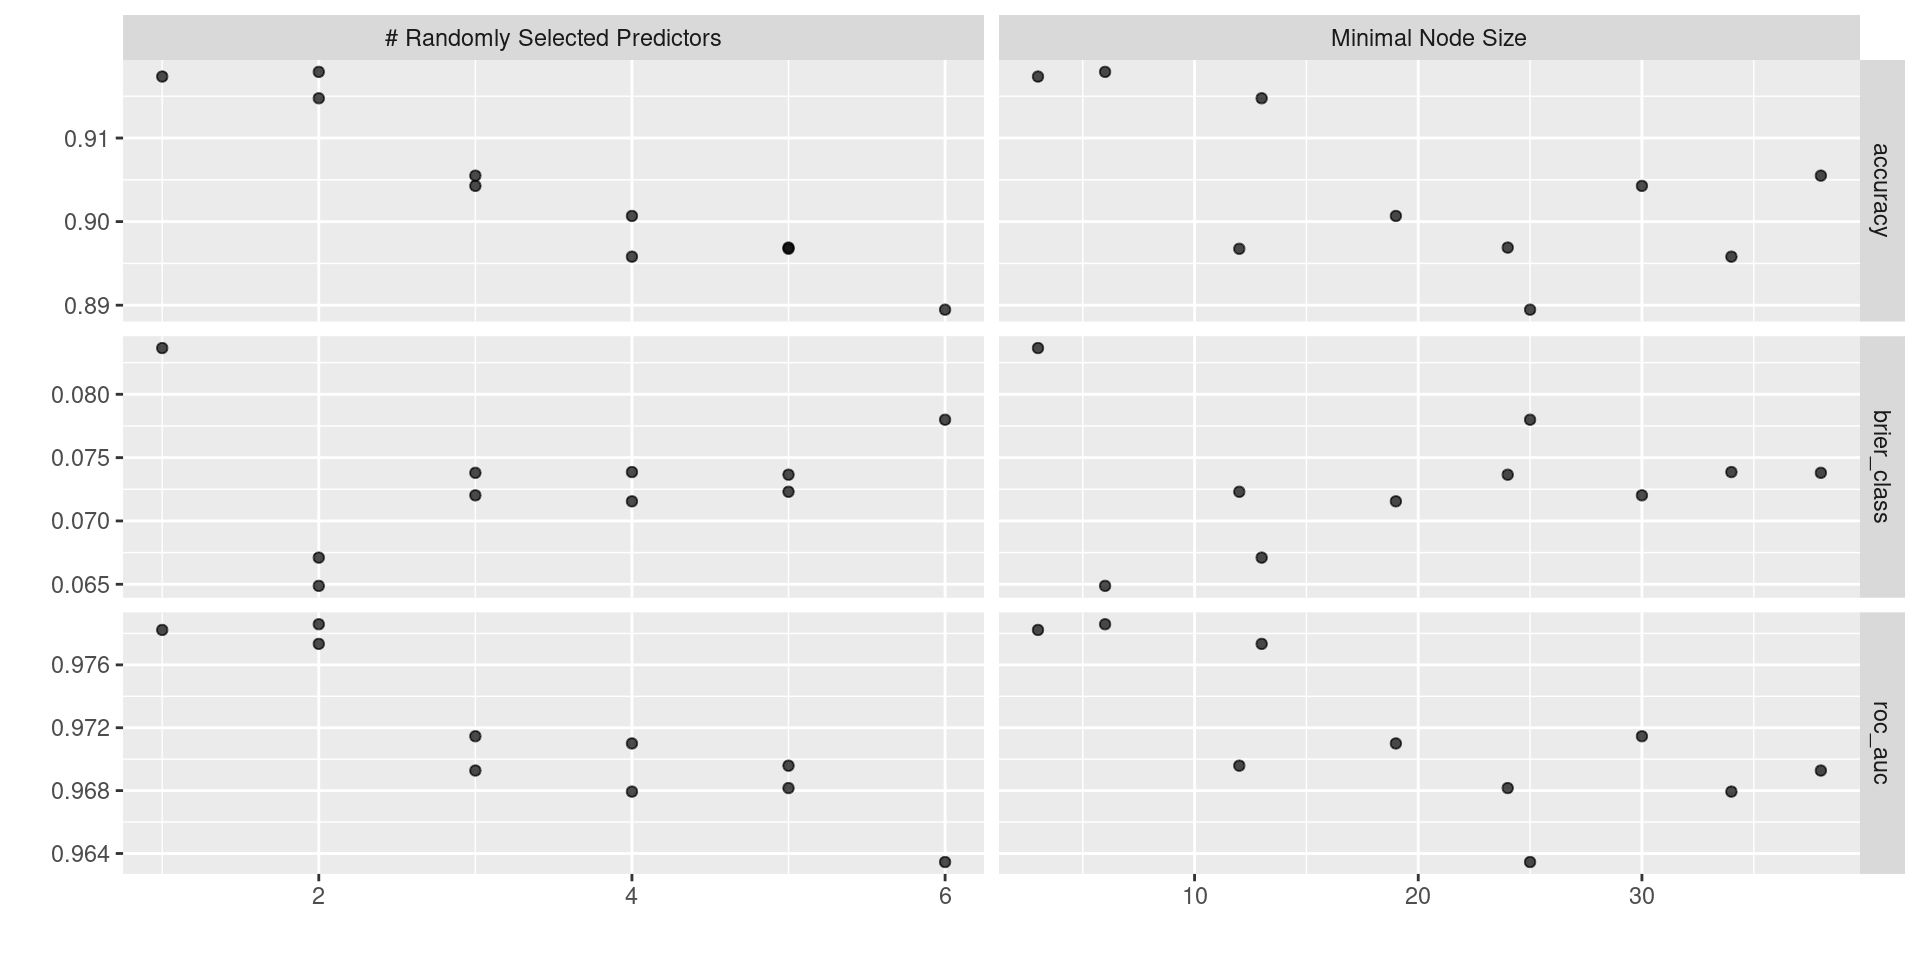 # Randomly Selected Predictors
Minimal Node Size
0.91
0.90
0.89
accuracy
0.080
0.075
0.070
0.065
brier_class
0.976
0.972
0.968
0.964
roc_auc
2 4 6
10 20 30